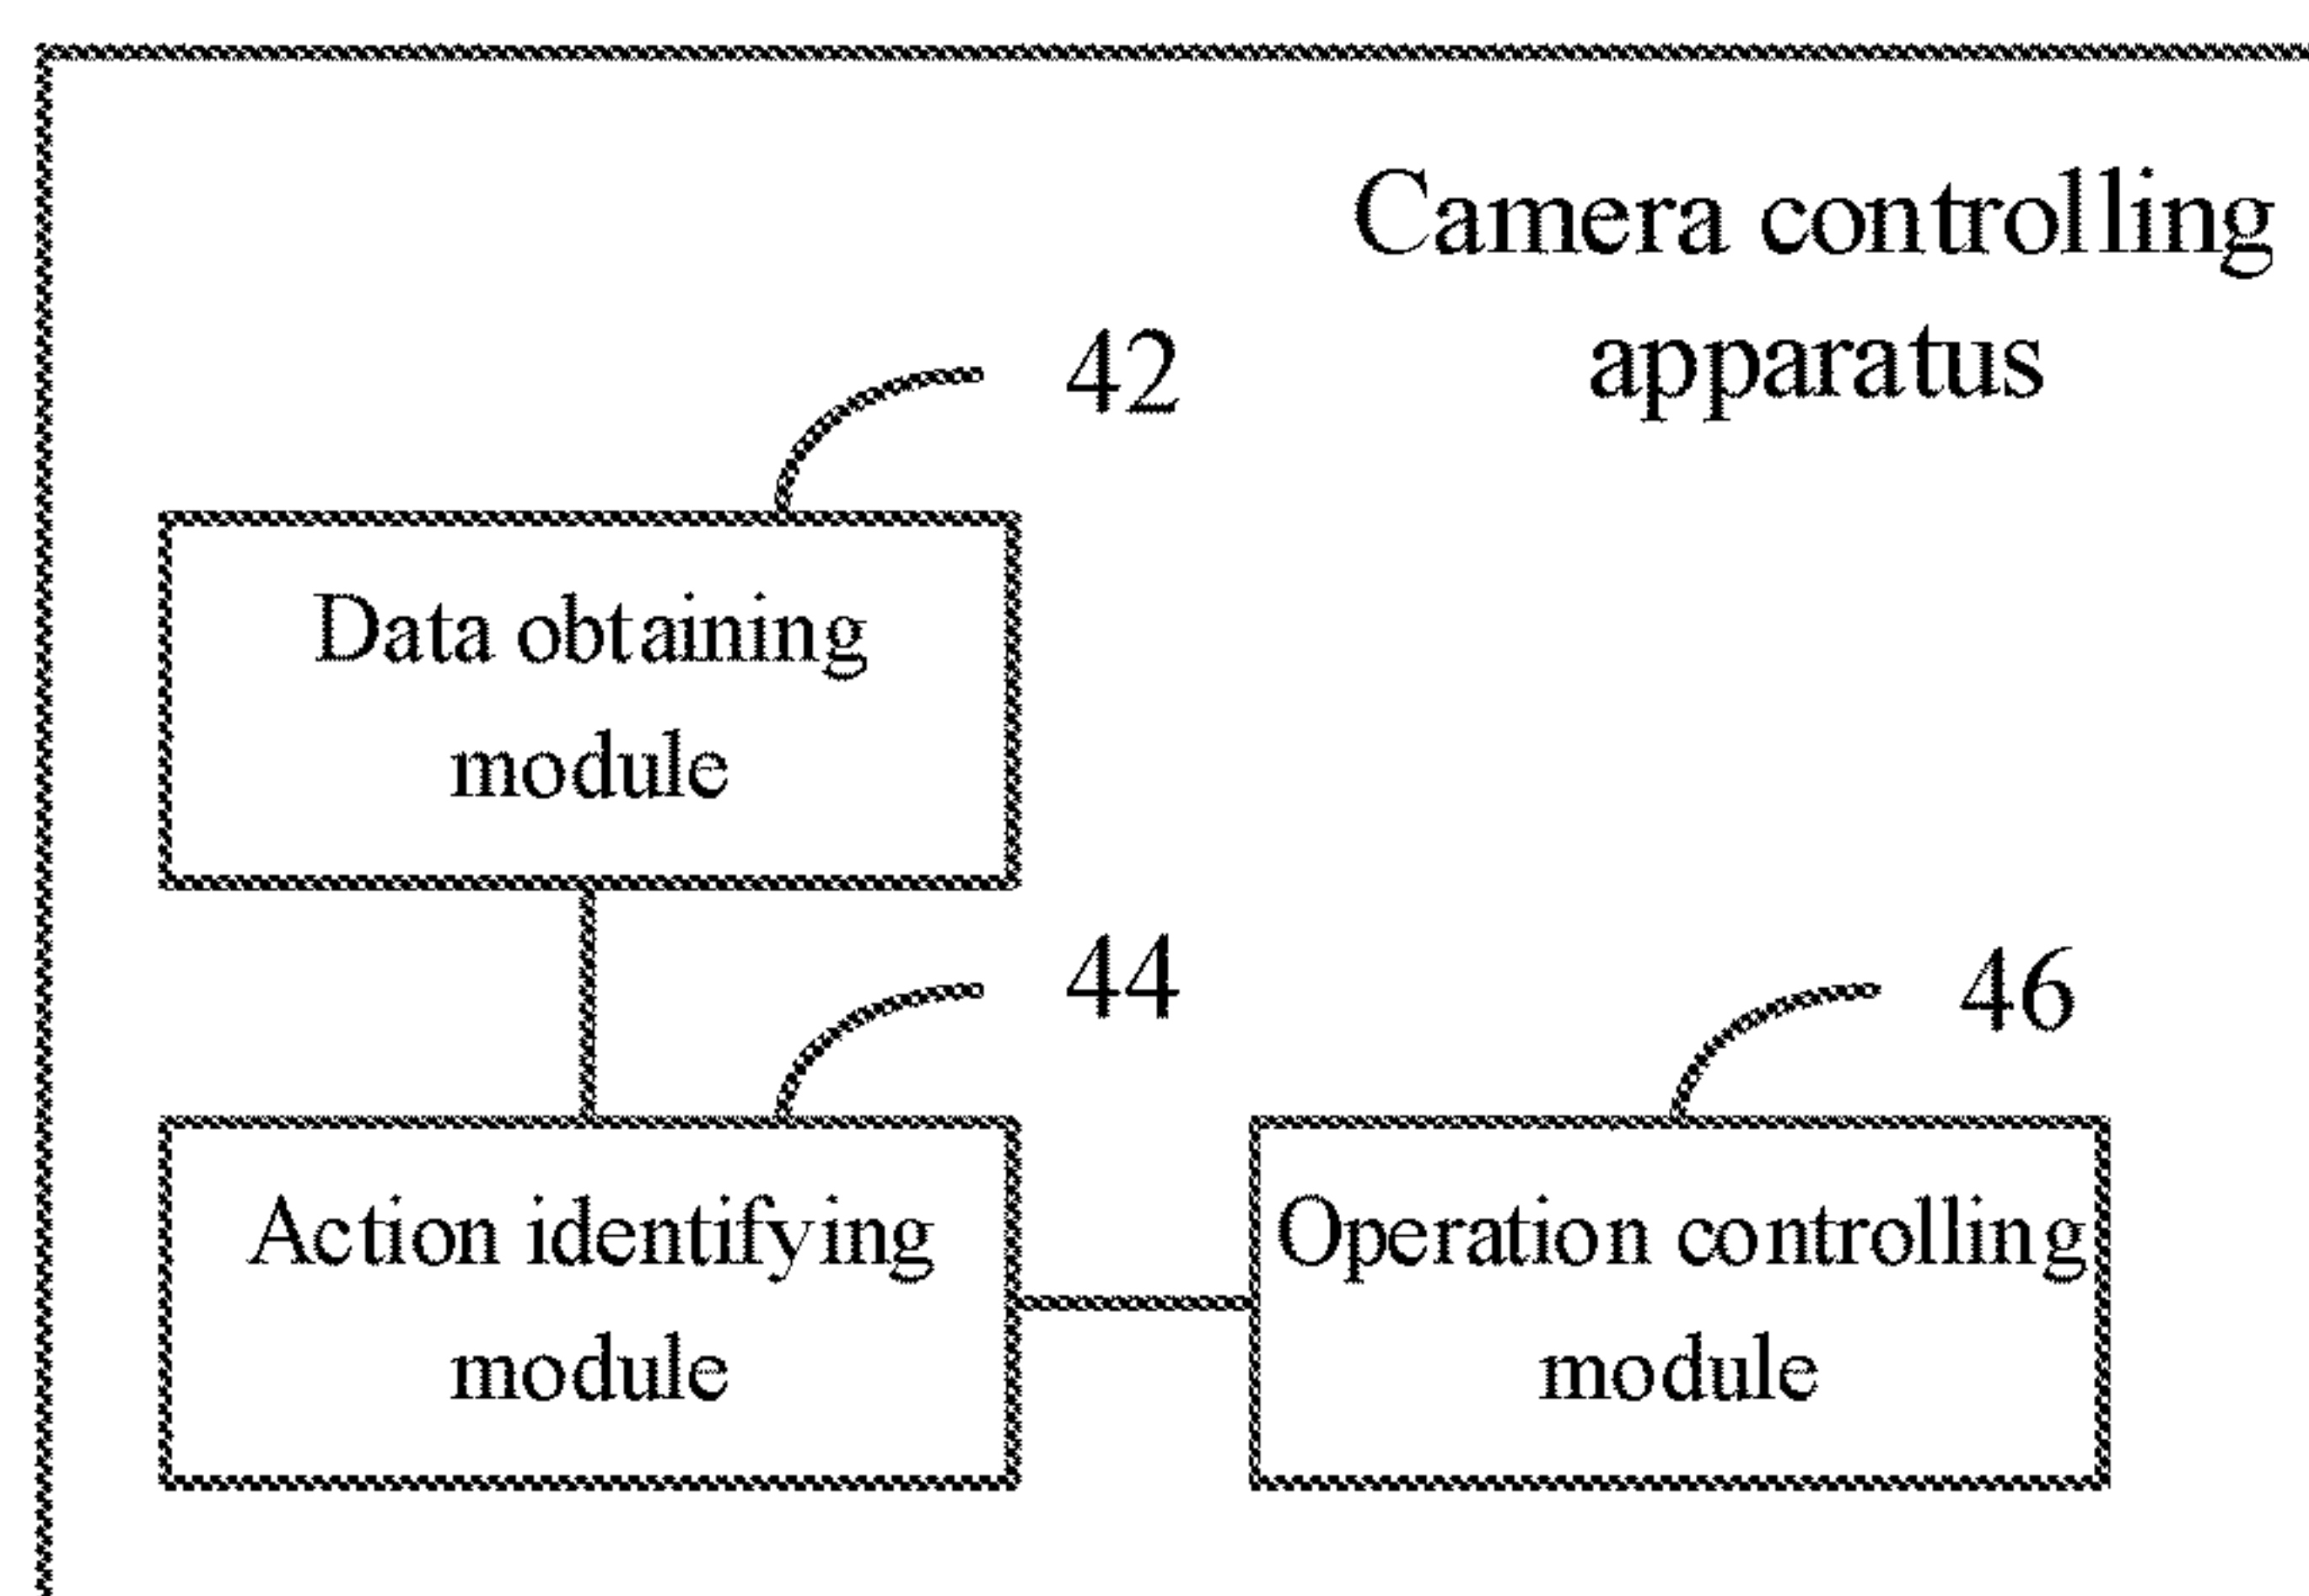 Camera controlling
apparatus
42
Data obtaining
module
44
46
Action identifying
module
Operation controlling
module